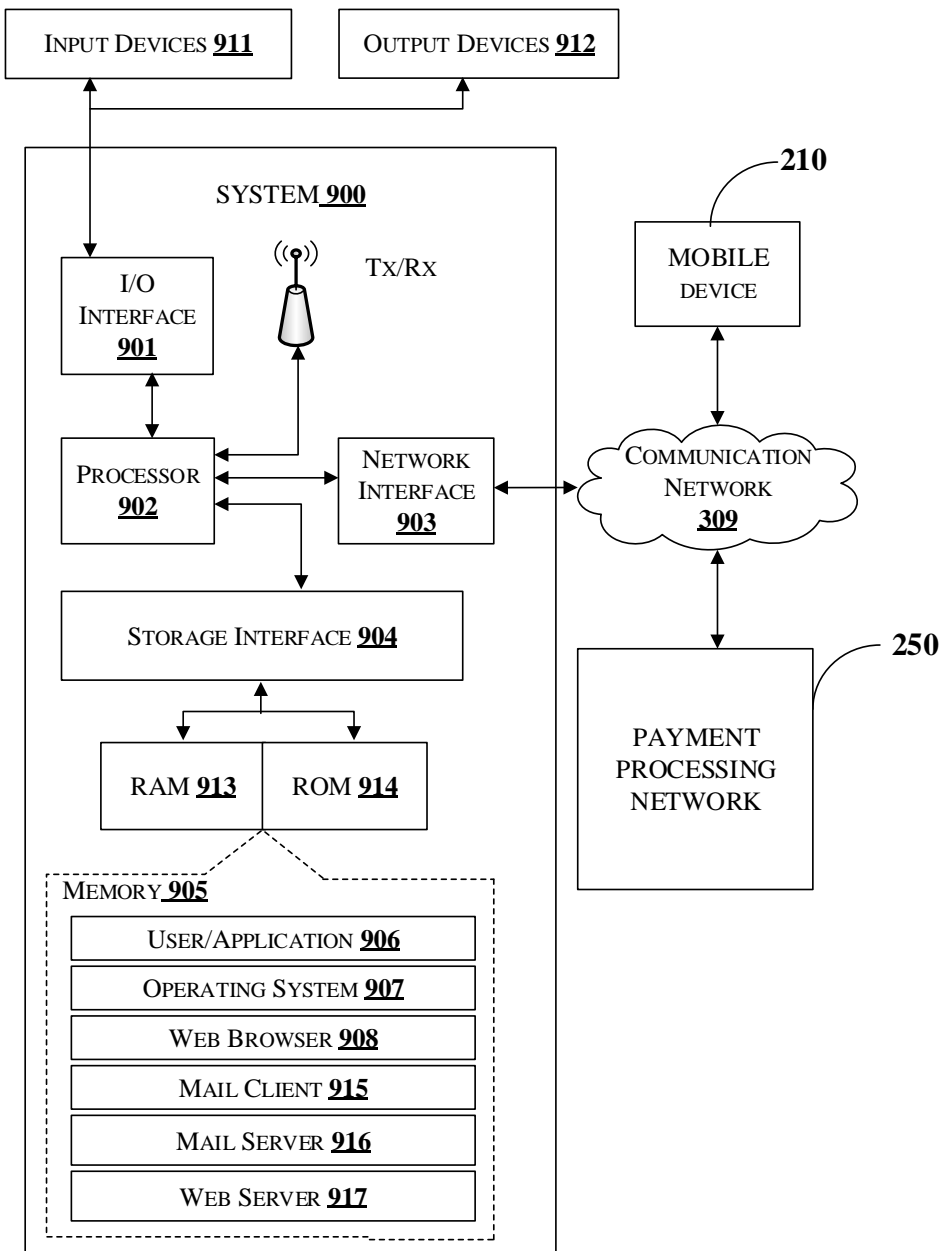 INPUT DEVICES 911
OUTPUT DEVICES 912
SYSTEM 900
TX/RX
I/O
INTERFACE
901
PROCESSOR
902
NETWORK
INTERFACE
903
STORAGE INTERFACE 904
RAM 913
ROM 914
MEMORY 905
USER/APPLICATION 906
OPERATING SYSTEM 907
WEB BROWSER 908
MAIL CLIENT 915
MAIL SERVER 916
WEB SERVER 917
210
MOBILE
DEVICE
COMMUNICATION
NETWORK
309
250
PAYMENT
PROCESSING
NETWORK